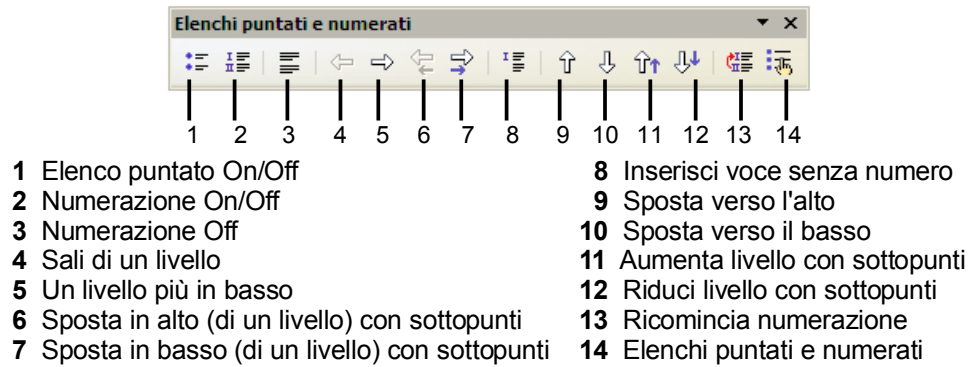 Elenchi puntati e numerati
1 2 3 4 5 6 7 8 9 10 11 12 13 14
1 Elenco puntato On/Off
2 Numerazione On/Off
3 Numerazione Off
4 Sali di un livello
5 Un livello più in basso
6 Sposta in alto (di un livello) con sottopunti
7 Sposta in basso (di un livello) con sottopunti
8 Inserisci voce senza numero
9 Sposta verso l'alto
10 Sposta verso il basso
11 Aumenta livello con sottopunti
12 Riduci livello con sottopunti
13 Ricomincia numerazione
14 Elenchi puntati e numerati